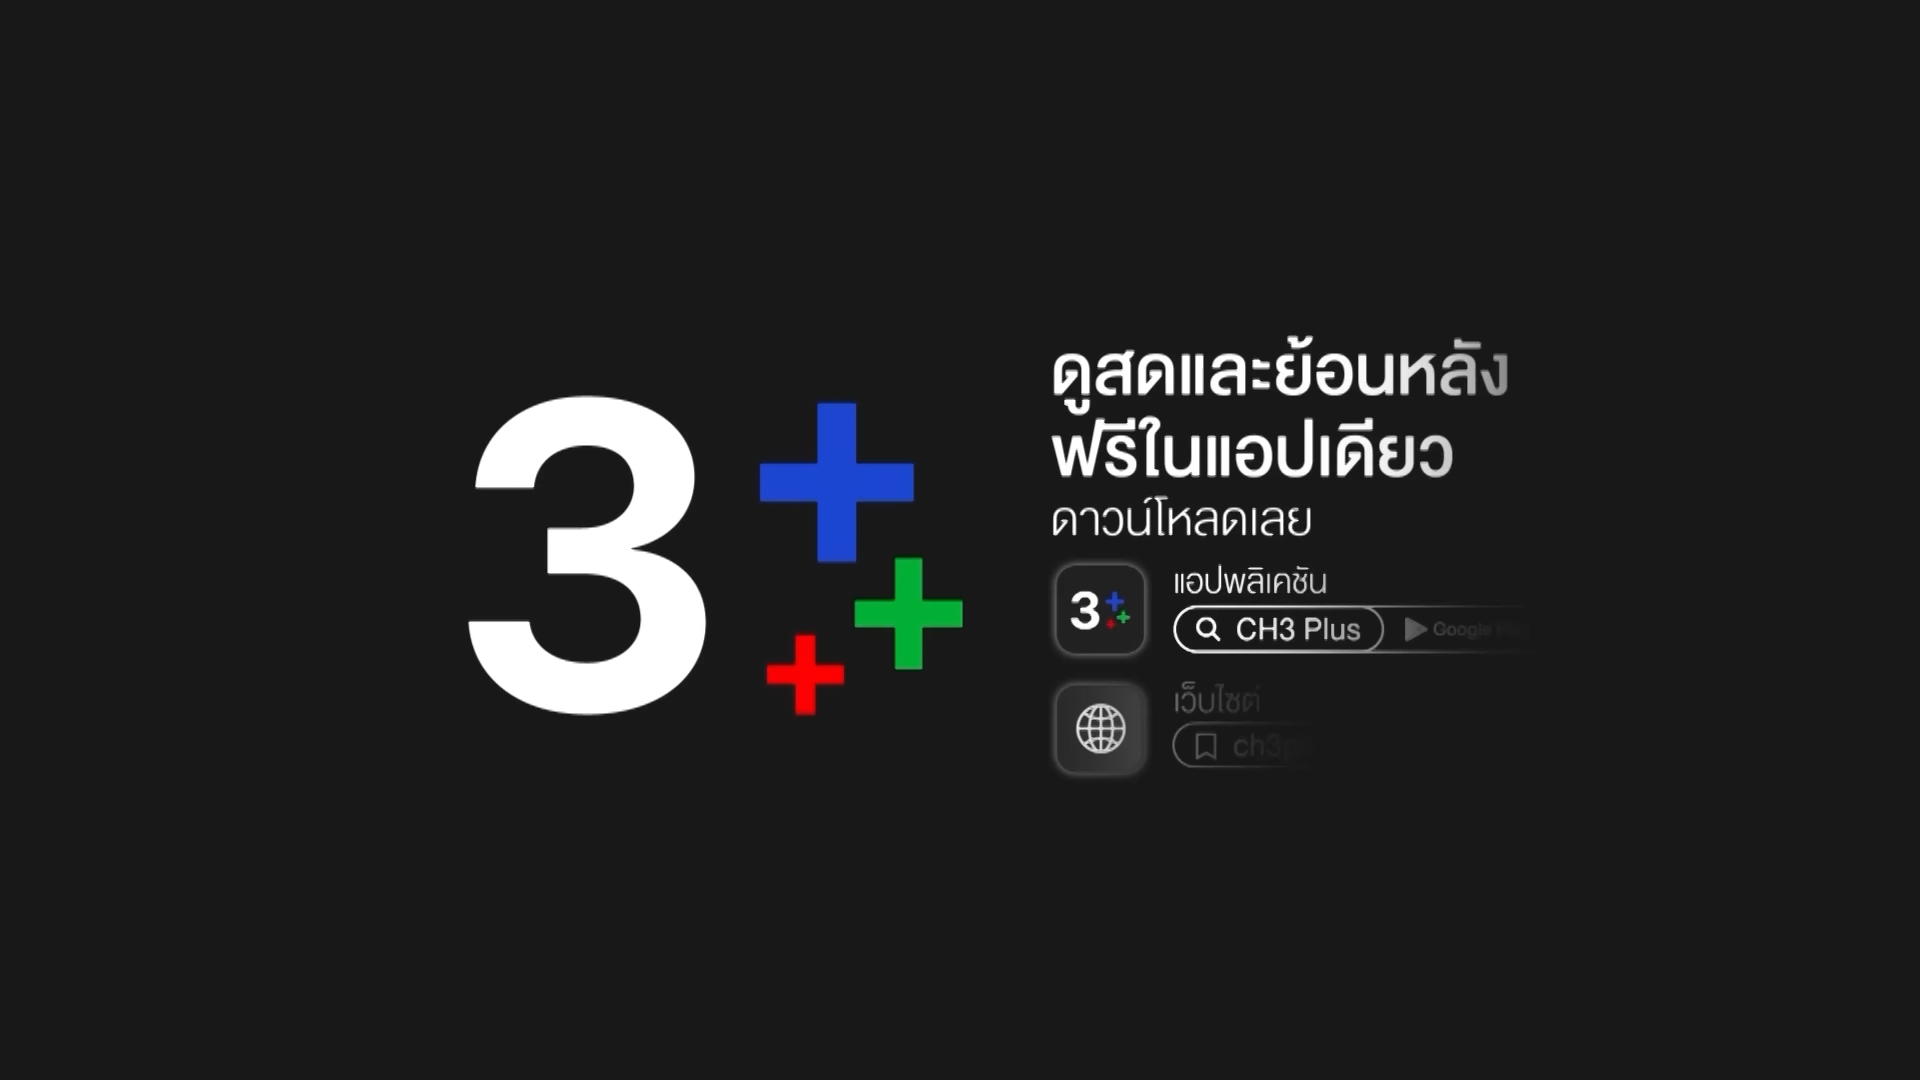 3+++
ดูสดและย้อนหลัง
ฟรีในแอปเดียว
ดาวน์โหลดเลย
3+++
แอปพลิเคชัน
CH3 Plus
Google
เว็บไซต์